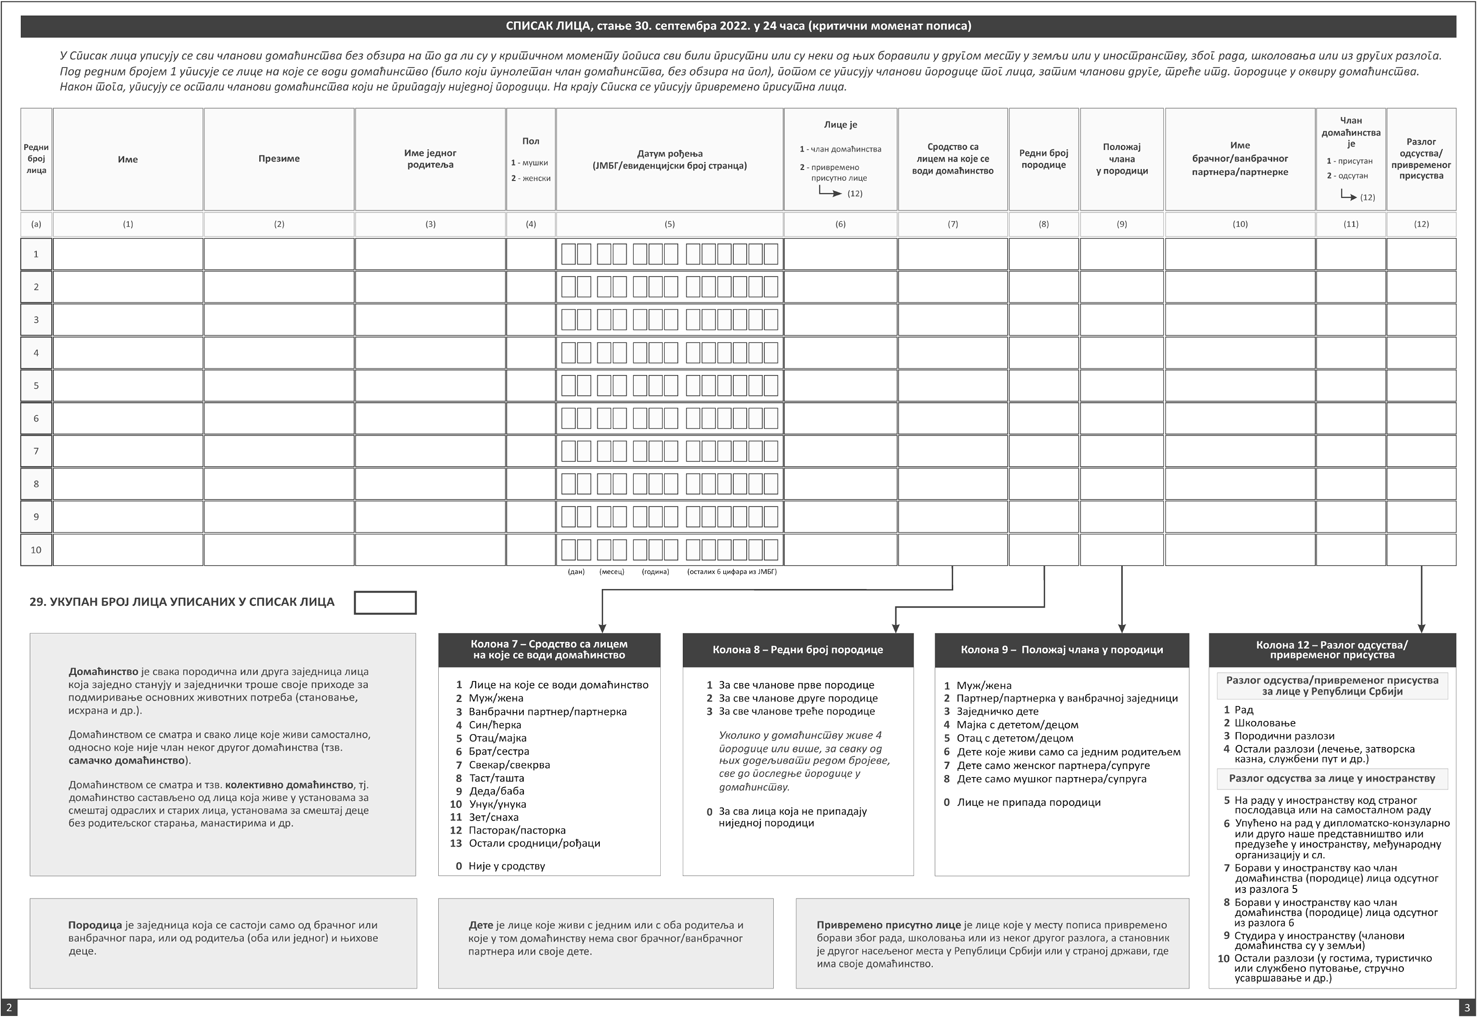 СПИСАК ЛИЦА, стање 30. септембра 2022. у 24 часа (критични моменат пописа)
У Списак лица уписују се сви чланови домаћинства без обзира на то да ли су у критичном моменту пописа сви били присутни или су неки од њих боравили у другом месту у земљи или у иностранству, због рада, школовања или из других разлога.
Под редним бројем 1 уписује се лице на које се води домаћинство (било који пунолетан члан домаћинства, без обзира на пол), потом се уписују чланови породице тог лица, затим чланови друге, треће итд. породице у оквиру домаћинства.
Након тога, уписују се остали чланови домаћинства који не припадају ниједној породици. На крају Списка се уписују привремено присутна лица.
Редни
број
лица
Име
Презиме
Име једног
родитеља
Пол
1 - мушки
2 - женски
Датум рођења
(ЈМБГ/евиденцијски број странца)
Лице је
1 - члан домаћинства
2 - привремено
присутно лице
(12)
Сродство са
лицем на које се
води домаћинство
Редни број
породице
Положај
члана
у породици
Име
брачног/ванбрачног
партнера/партнерке
Члан
домаћинства
је
1 - присутан
2 - одсутан
(12)
Разлог
одсуства/
привременог
присуства
(а) (1) (2) (3) (4) (5) (6) (7) (8) (9) (10) (11) (12)
1
2
3
4
5
6
7
8
9
10
(дан) (месец) (година) (осталих 6 цифара из ЈМБГ)
29. УКУПАН БРОЈ ЛИЦА УПИСАНИХ У СПИСАК ЛИЦА
Домаћинство је свака породична или друга заједница лица
која заједно станују и заједнички троше своје приходе за
подмиривање основних животних потреба (становање,
исхрана и др.).
Домаћинством се сматра и свако лице које живи самостално,
односно које није члан неког другог домаћинства (тзв.
самачко домаћинство).
Домаћинством се сматра и тзв. колективно домаћинство, тј.
домаћинство састављено од лица која живе у установама за
смештај одраслих и старих лица, установама за смештај деце
без родитељског старања, манастирима и др.
Колона 7 – Сродство са лицем
на које се води домаћинство
1 Лице на које се води домаћинство
2 Муж/жена
3 Ванбрачни партнер/партнерка
4 Син/ћерка
5 Отац/мајка
6 Брат/сестра
7 Свекар/свекрва
8 Таст/ташта
9 Деда/баба
10 Унук/унука
11 Зет/снаха
12 Пасторак/пасторка
13 Остали сродници/рођаци
0 Није у сродству
Колона 8 – Редни број породице
1 За све чланове прве породице
2 За све чланове друге породице
3 За све чланове треће породице
Уколико у домаћинству живе 4
породице или више, за сваку од
њих додељивати редом бројеве,
све до последње породице у
домаћинству.
0 За сва лица која не припадају
ниједној породици
Колона 9 – Положај члана у породици
1 Муж/жена
2 Партнер/партнерка у ванбрачној заједници
3 Заједничко дете
4 Мајка с дететом/децом
5 Отац с дететом/децом
6 Дете које живи само са једним родитељем
7 Дете само женског партнера/супруге
8 Дете само мушког партнера/супруга
0 Лице не припада породици
Колона 12 – Разлог одсуства/
привременог присуства
Разлог одсуства/привременог присуства
за лице у Републици Србији
1 Рад
2 Школовање
3 Породични разлози
4 Остали разлози (лечење, затворска
казна, службени пут и др.)
Разлог одсуства за лице у иностранству
5 На раду у иностранству код страног
послодавца или на самосталном раду
6 Упућено на рад у дипломатско-конзуларно
или друго наше представништво или
предузеће у иностранству, међународну
организацију и сл.
7 Борави у иностранству као члан
домаћинства (породице) лица одсутног
из разлога 5
8 Борави у иностранству као члан
домаћинства (породице) лица одсутног
из разлога 6
9 Студира у иностранству (чланови
домаћинства су у земљи)
10 Остали разлози (у гостима, туристичко
или службено путовање, стручно
усавршавање и др.)
Породица је заједница која се састоји само од брачног или
ванбрачног пара, или од родитеља (оба или једног) и њихове
деце.
Дете је лице које живи с једним или с оба родитеља и
које у том домаћинству нема свог брачног/ванбрачног
партнера или своје дете.
Привремено присутно лице је лице које у месту пописа привремено
борави због рада, школовања или из неког другог разлога, а становник
је другог насељеног места у Републици Србији или у страној држави, где
има своје домаћинство.
2
3